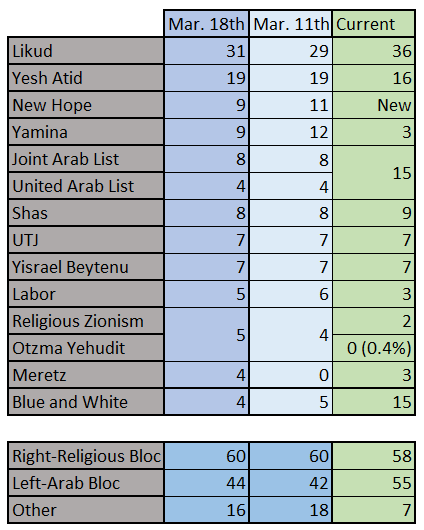 Mar. 18th Mar. 11th Current
Likud 31 29 36
Yesh Atid 19 19 16
New Hope 9 11 New
Yamina 9 12 3
Joint Arab List 8 8 15
United Arab List 4 4
Shas 8 8 9
UTJ 7 7 7
Yisrael Beytenu 7 7 7
Labor 5 6 3
Religious Zionism 5 4 2
Otzma Yehudit 0 (0.4%)
Meretz 4 0 3
Blue and White 4 5 15
Right-Religious Bloc 60 60 58
Left-Arab Bloc 44 42 55
Other 16 18 7